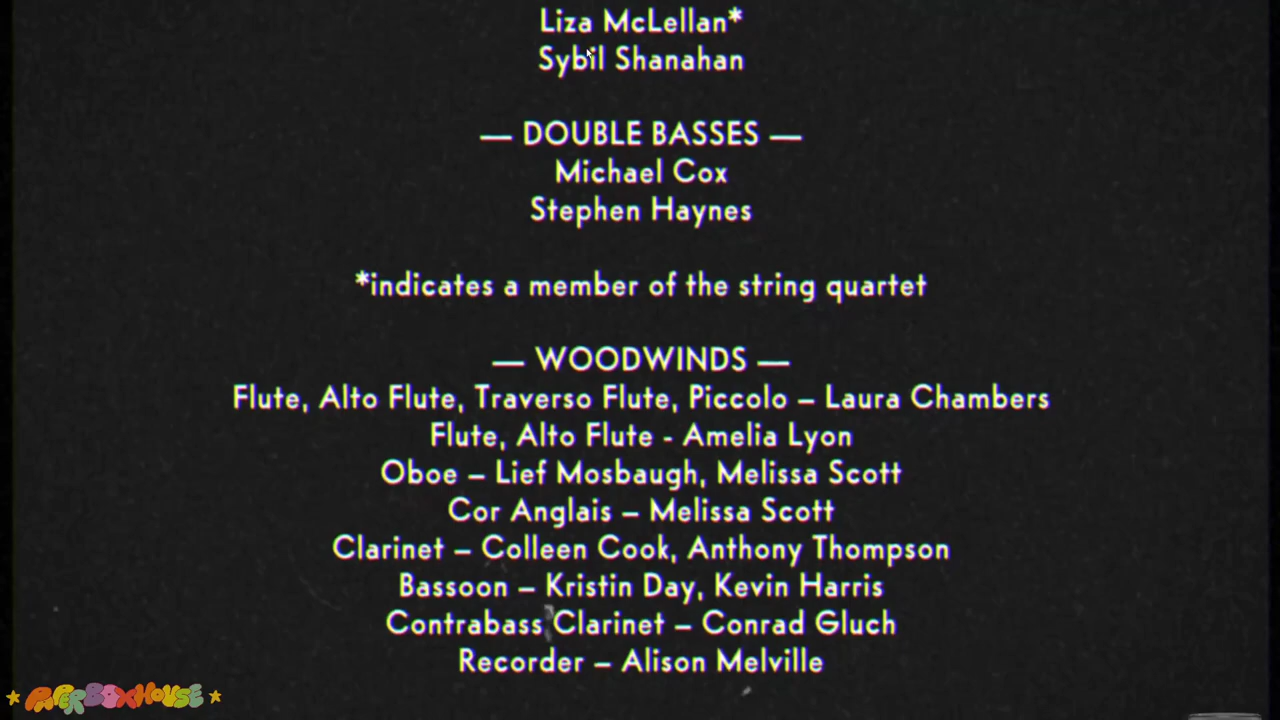 Liza McLellan*
Sybil Shanahan
— DOUBLE BASSES —
Michael Cox
Stephen Haynes
*indicates a member of the string quartet
— WOODWINDS —
Flute, Alto Flute, Traverso Flute, Piccolo – Laura Chambers
Flute, Alto Flute - Amelia Lyon
Oboe – Lief Mosbaugh, Melissa Scott
Cor Anglais – Melissa Scott
Clarinet – Colleen Cook, Anthony Thompson
Bassoon – Kristin Day, Kevin Harris
Contrabass Clarinet – Conrad Gluch
Recorder – Alison Melville
PAPERBOXHOUSE